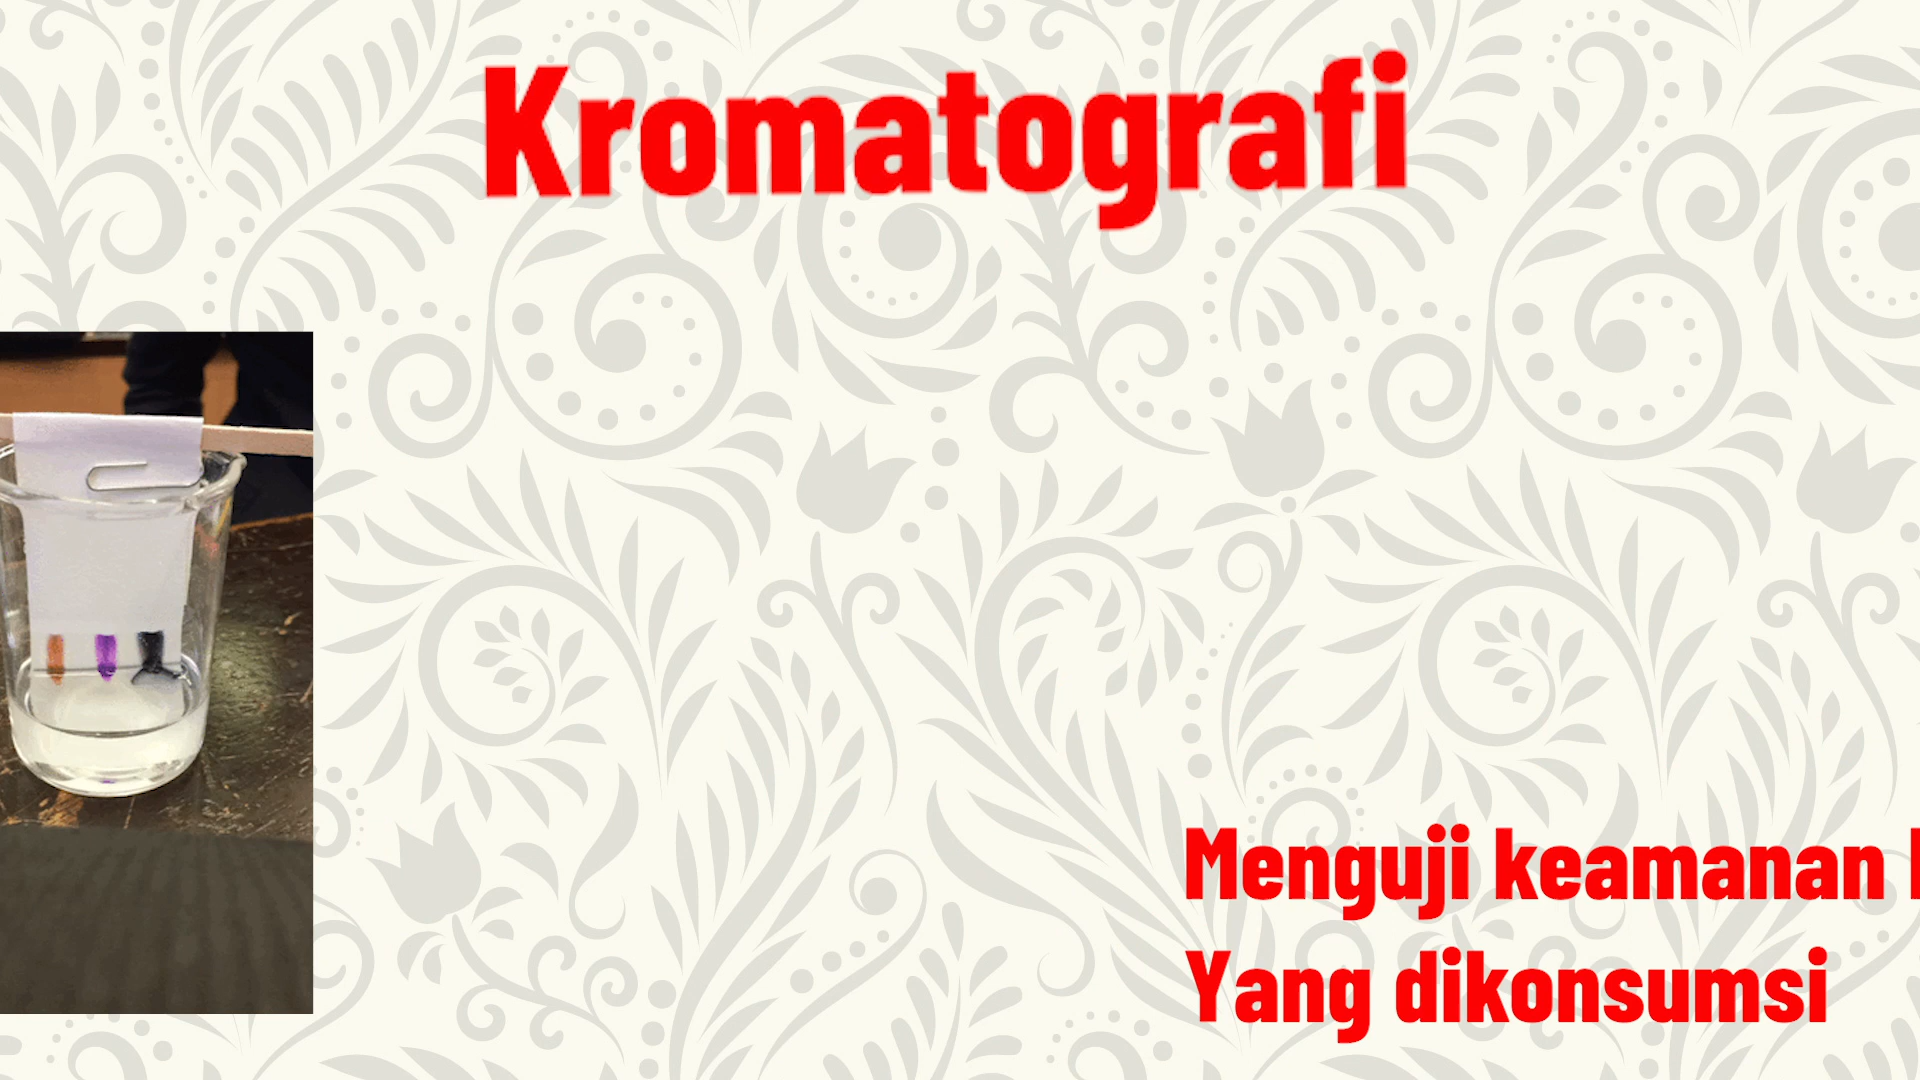 Kromatografi
Menguji keamanan
Yang dikonsumsi